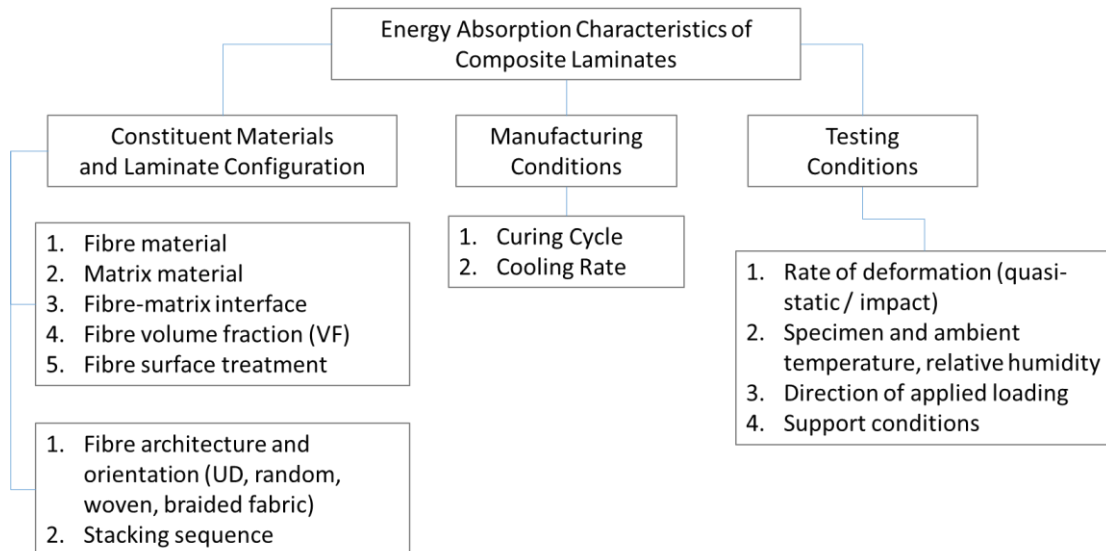 Energy Absorption Characteristics of
Composite Laminates
Constituent Materials
and Laminate Configuration
Manufacturing
Conditions
Testing
Conditions
1. Fibre material
2. Matrix material
3. Fibre-matrix interface
4. Fibre volume fraction (VF)
5. Fibre surface treatment
1. Fibre architecture and
orientation (UD, random,
woven, braided fabric)
2. Stacking sequence
1. Curing Cycle
2. Cooling Rate
1. Rate of deformation (quasi-
static / impact)
2. Specimen and ambient
temperature, relative humidity
3. Direction of applied loading
4. Support conditions